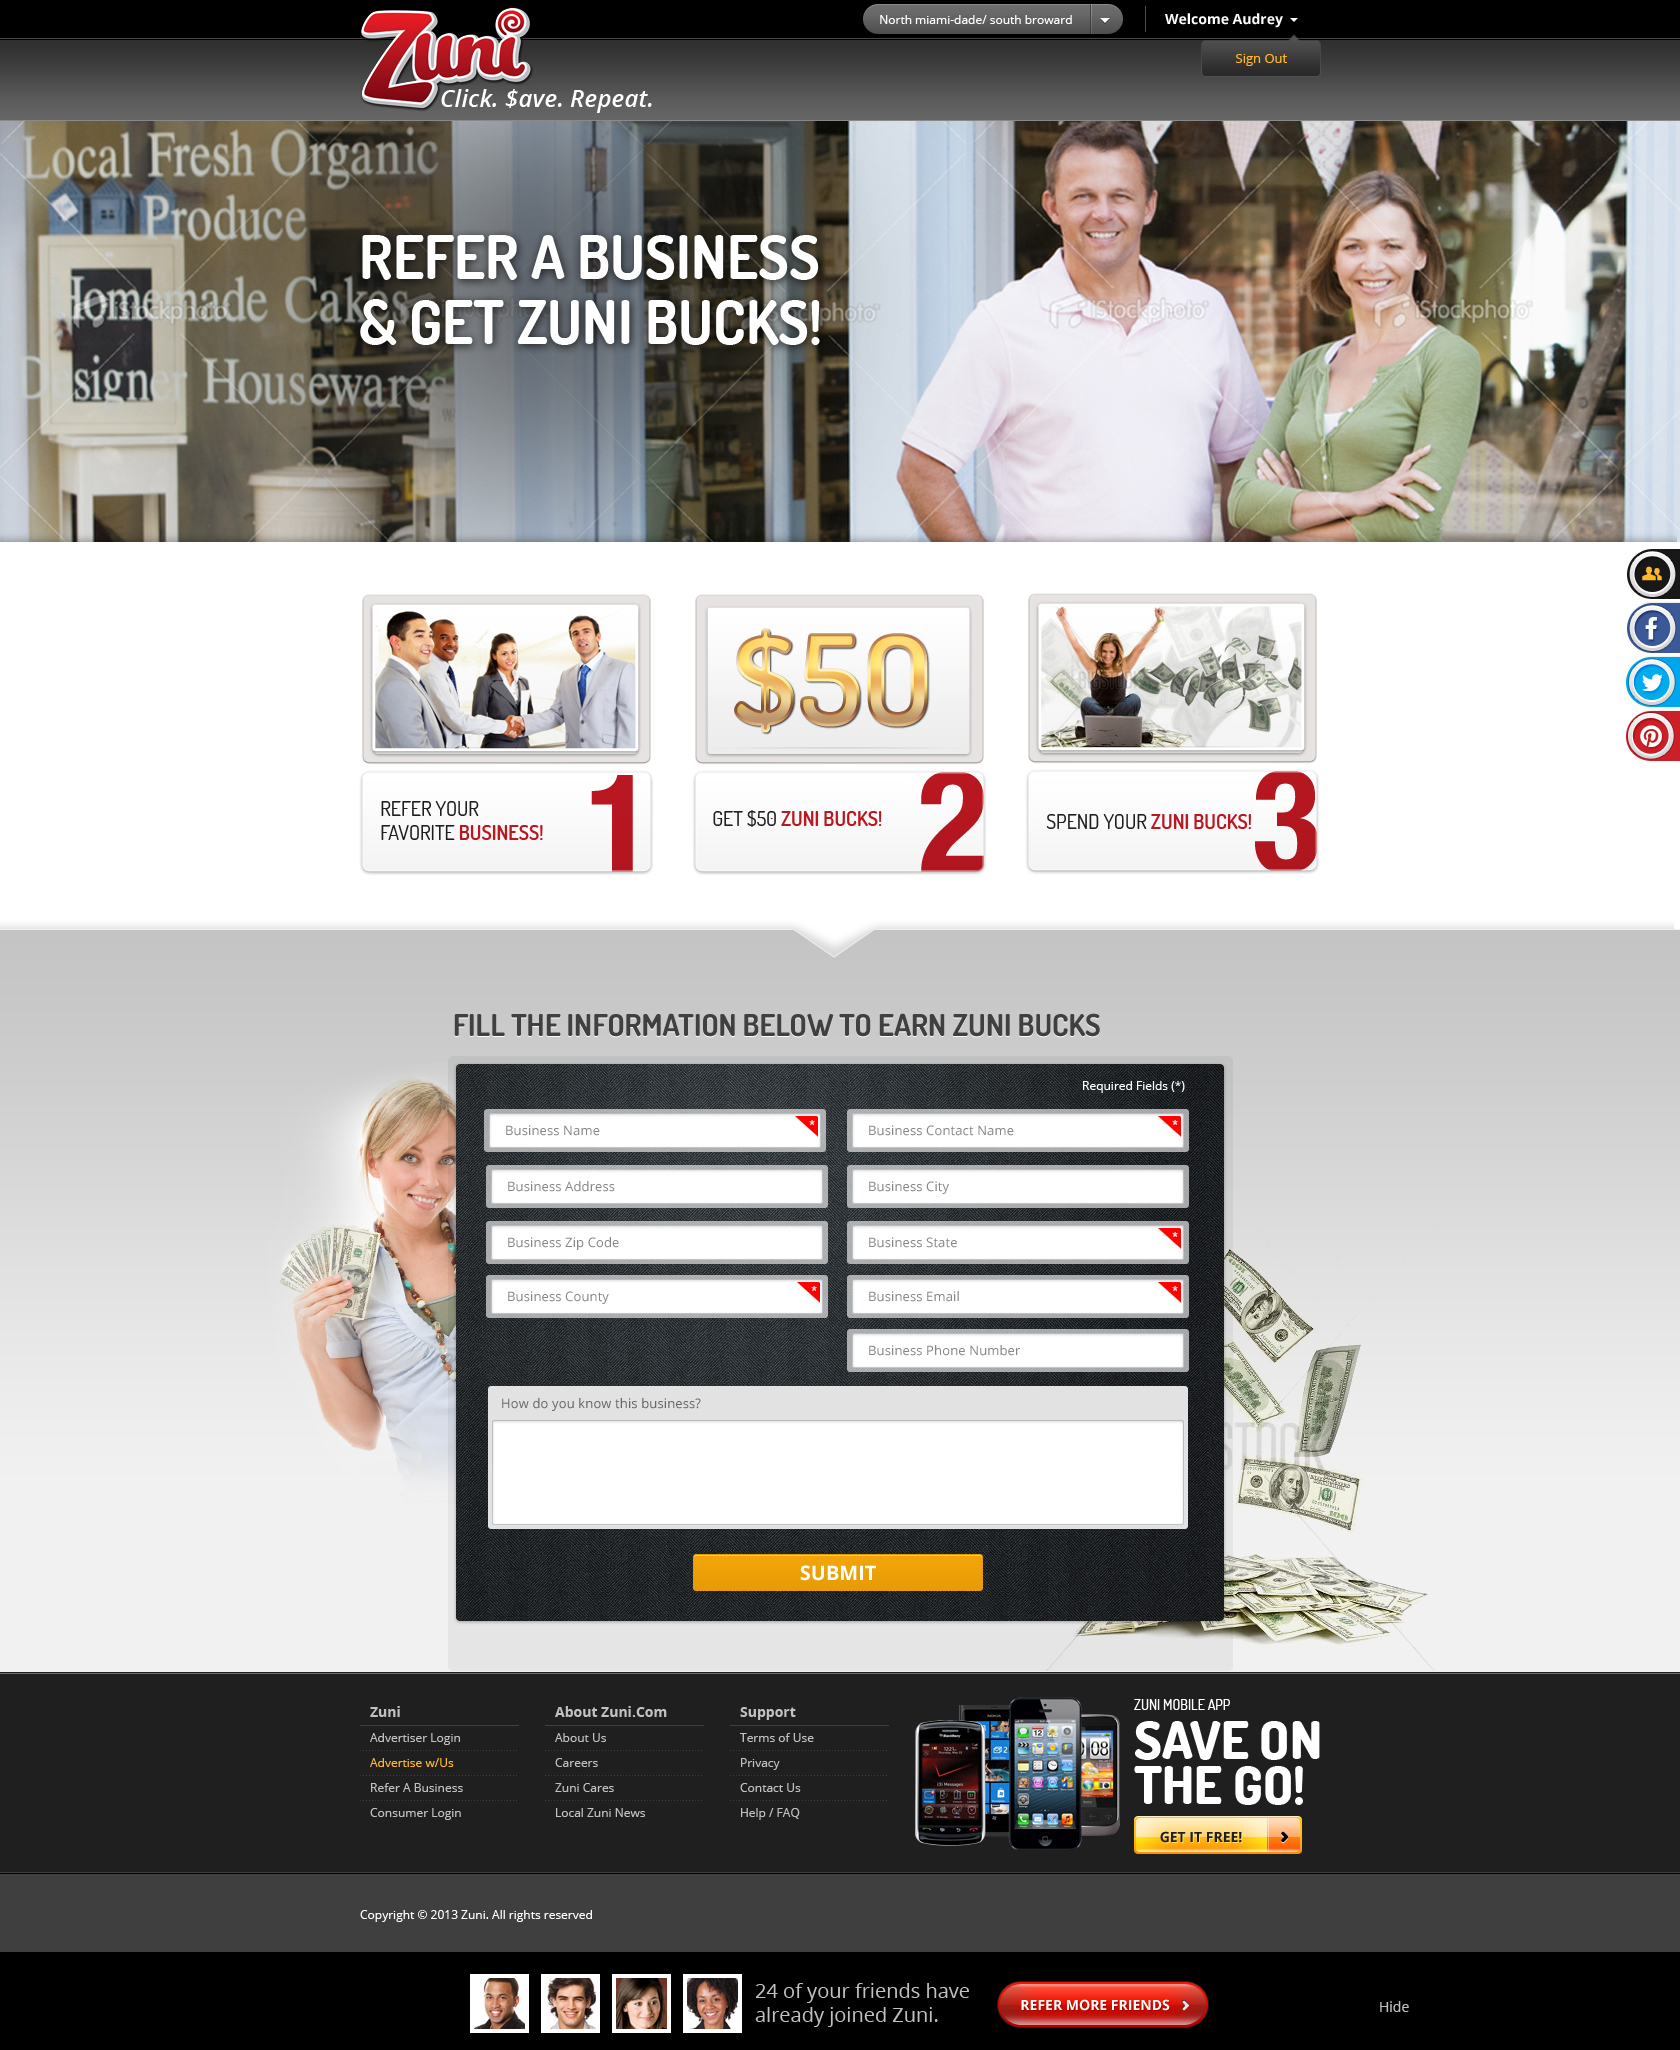 Zuni
Click. $ave. Repeat.
North miami-dade/ south broward
Welcome Audrey
Sign Out
Local Fresh Organic
Produce
Homemade Cakes
Designer Housewares
REFER A BUSINESS
& GET ZUNI BUCKS!
iStockphoto
iStockphoto
iStockphoto
iStockphoto
$50
REFER YOUR
FAVORITE BUSINESS!
1
GET $50 ZUNI BUCKS!
2
SPEND YOUR ZUNI BUCKS!
3
FILL THE INFORMATION BELOW TO EARN ZUNI BUCKS
Required Fields (*)
Business Name *
Business Contact Name *
Business Address
Business City
Business Zip Code
Business State *
Business County *
Business Email *
Business Phone Number
How do you know this business?
STOCK
SUBMIT
Zuni
Advertiser Login
Advertise w/Us
Refer A Business
Consumer Login
About Zuni.Com
About Us
Careers
Zuni Cares
Local Zuni News
Support
Terms of Use
Privacy
Contact Us
Help / FAQ
ZUNI MOBILE APP
SAVE ON
THE GO!
GET IT FREE!
Copyright © 2013 Zuni. All rights reserved
24 of your friends have
already joined Zuni.
REFER MORE FRIENDS
Hide